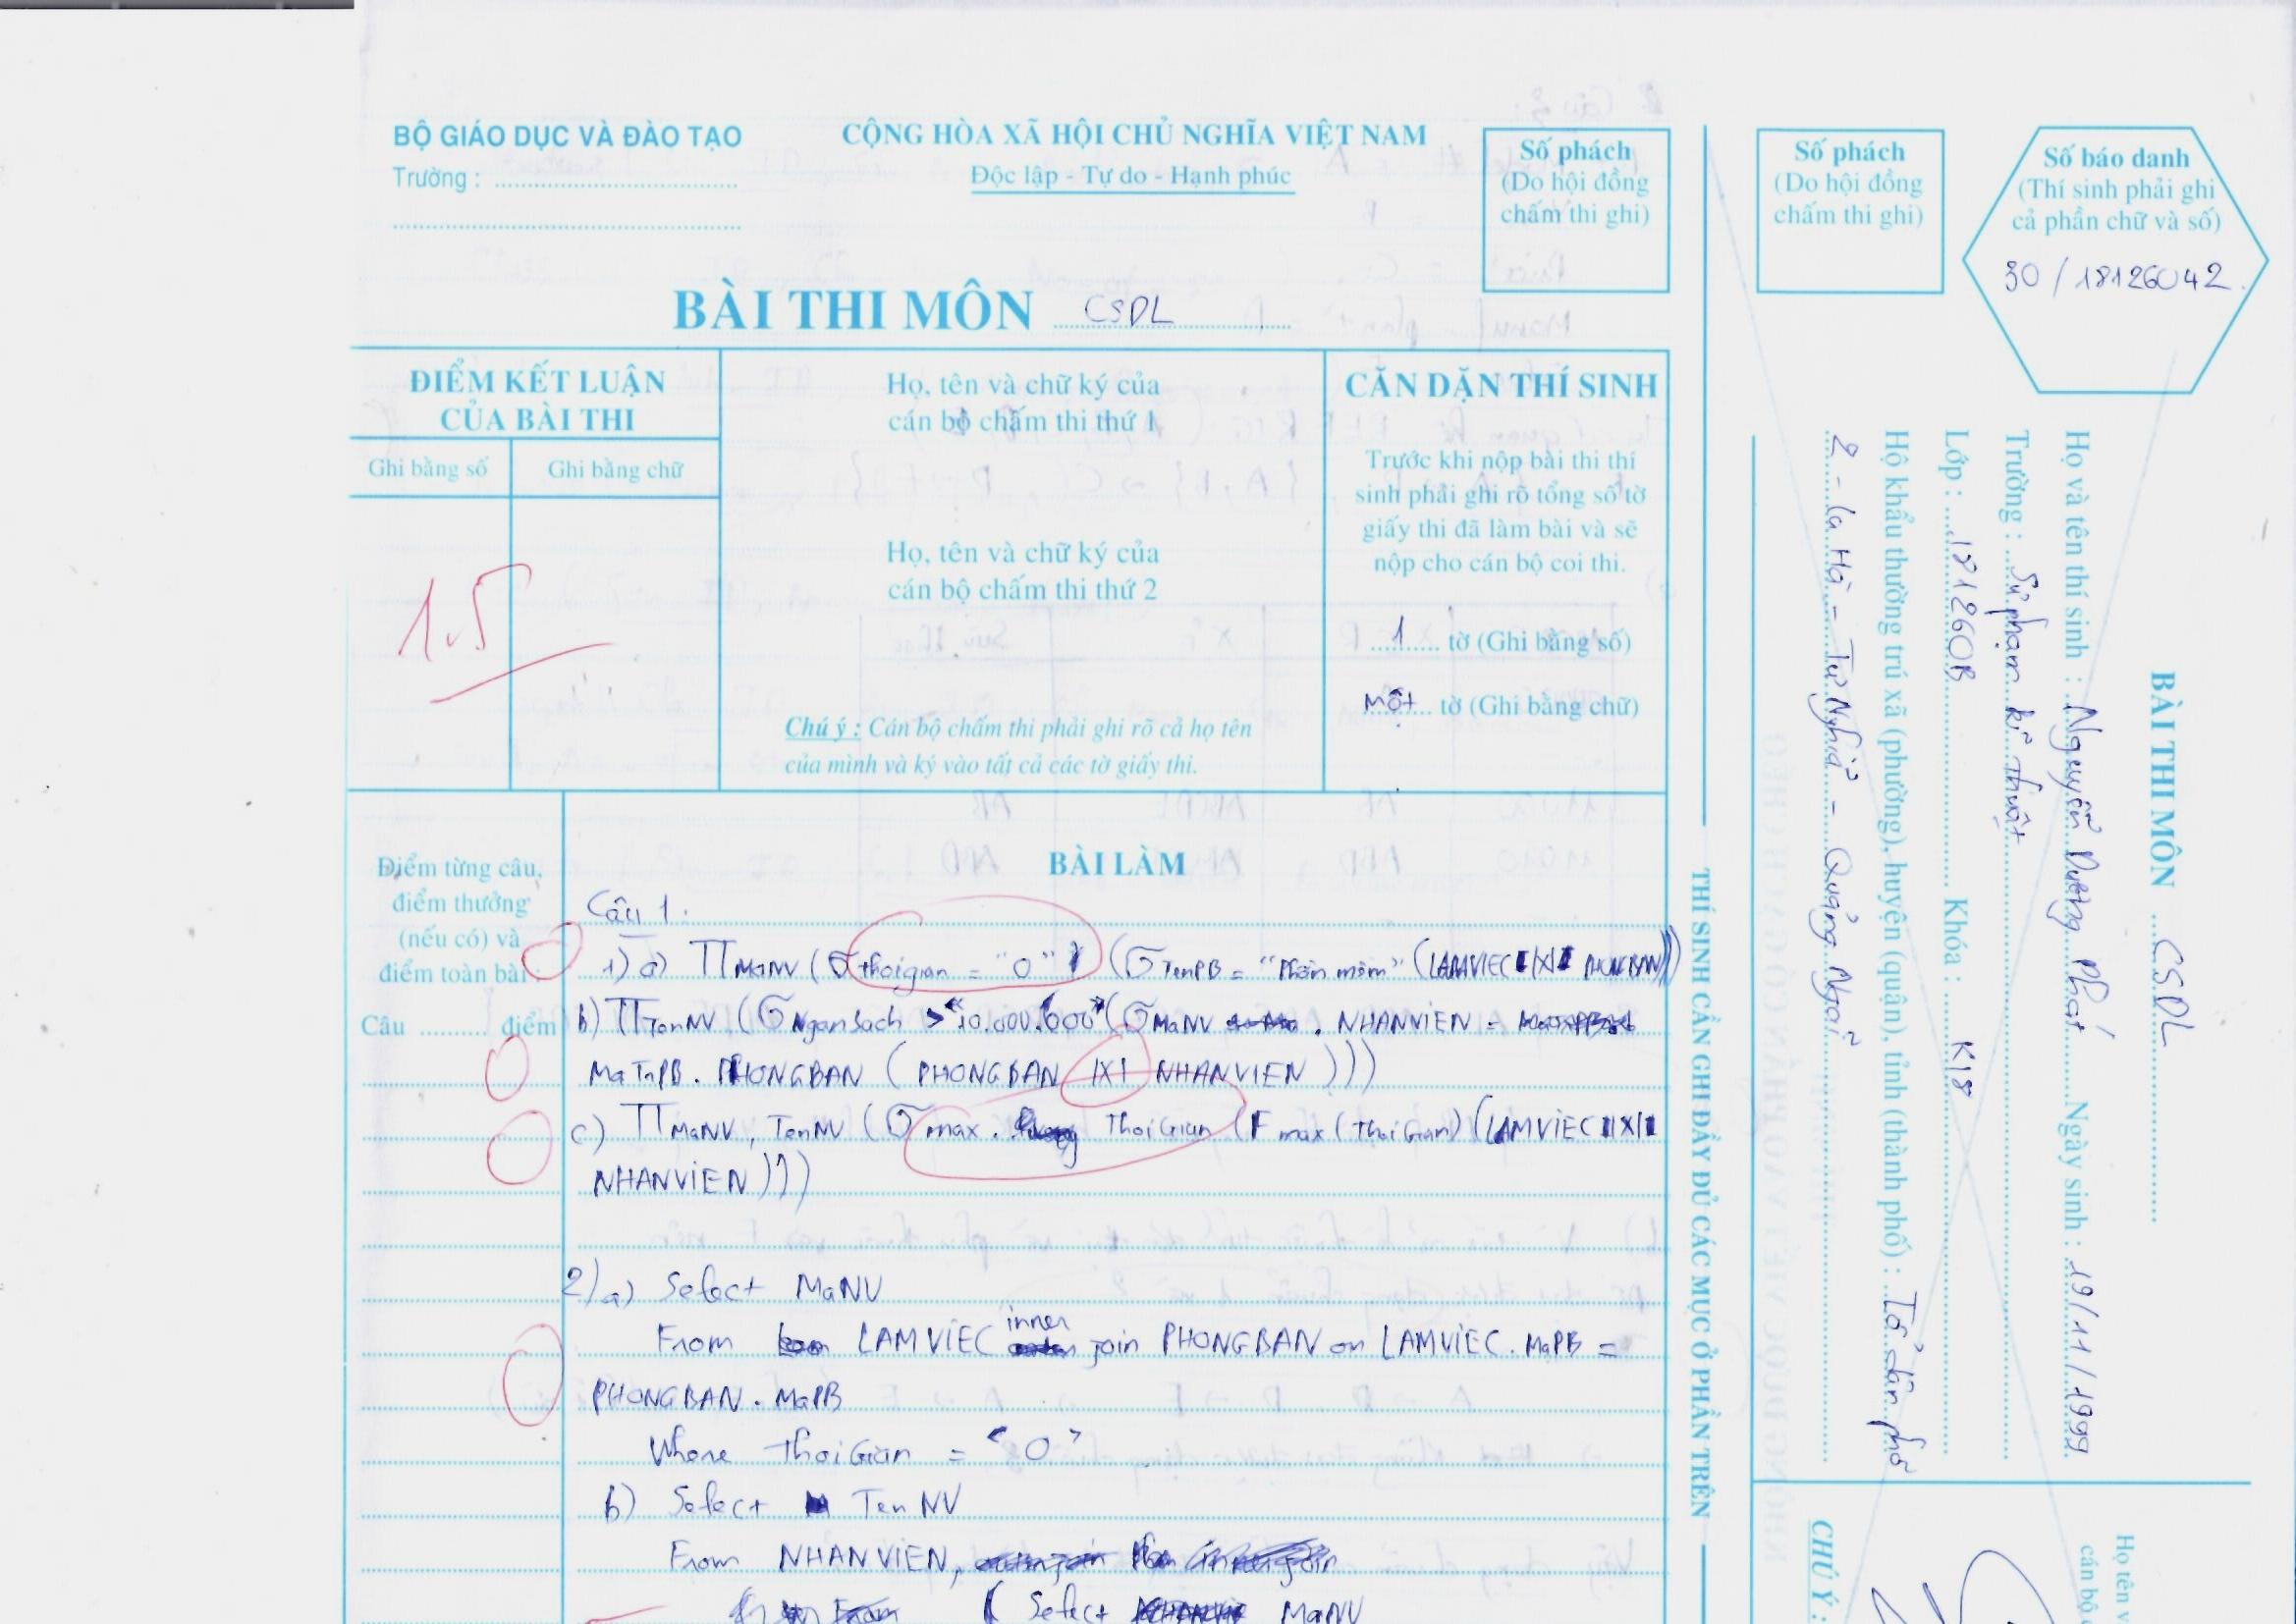 BỘ GIÁO DỤC VÀ ĐÀO TẠO
Trường : ........................................
CỘNG HÒA XÃ HỘI CHỦ NGHĨA VIỆT NAM
Độc lập - Tự do - Hạnh phúc
Số phách
(Do hội đồng
chấm thi ghi)
BÀI THI MÔN CSDL
ĐIỂM KẾT LUẬN
CỦA BÀI THI
Ghi bằng số
Ghi bằng chữ
1.5
Họ, tên và chữ ký của
cán bộ chấm thi thứ 1
Họ, tên và chữ ký của
cán bộ chấm thi thứ 2
Chú ý : Cán bộ chấm thi phải ghi rõ cả họ tên
của mình và ký vào tất cả các tờ giấy thi.
CĂN DẶN THÍ SINH
Trước khi nộp bài thi thí
sinh phải ghi rõ tổng số tờ
giấy thi đã làm bài và sẽ
nộp cho cán bộ coi thi.
1 tờ (Ghi bằng số)
Một tờ (Ghi bằng chữ)
Điểm từng câu,
điểm thưởng
(nếu có) và
điểm toàn bài :
Câu .......... điểm
BÀI LÀM
Câu 1.
1) a) π MaNV (σ thoigian = "0" (σ TenPB = "Phần mềm" (LAMVIEC |X| PHONGBAN))
b) π TenNV (σ NganSach > "10.000.000" (σ MaNV . NHANVIEN =
MaTnPB . PHONGBAN ( PHONGBAN |X| NHANVIEN )))
c) π MaNV, TenNV (σ max . ThoiGian (F max (ThoiGian) (LAMVIEC |X|
NHANVIEN )))
2) a) Select MaNV
From LAMVIEC inner join PHONGBAN on LAMVIEC . MaPB =
PHONGBAN . MaPB
Where ThoiGian = "0"
b) Select TenNV
From NHANVIEN,
( Select MaNV
THÍ SINH CẦN GHI ĐẦY ĐỦ CÁC MỤC Ở PHẦN TRÊN
Số phách
(Do hội đồng
chấm thi ghi)
Số báo danh
(Thí sinh phải ghi
cả phần chữ và số)
30 / 18126042
BÀI THI MÔN CSDL
Họ và tên thí sinh : Nguyễn Dương Phát Ngày sinh : 19/11/1999
Trường : Sư phạm kĩ thuật
Lớp : 18126OB Khóa : K18
Hộ khẩu thường trú xã (phường), huyện (quận), tỉnh (thành phố) : Tổ dân phố
2 - La Hà - Tư Nghĩa - Quảng Ngãi
Họ tên v
cán bộ
CHÚ Ý :